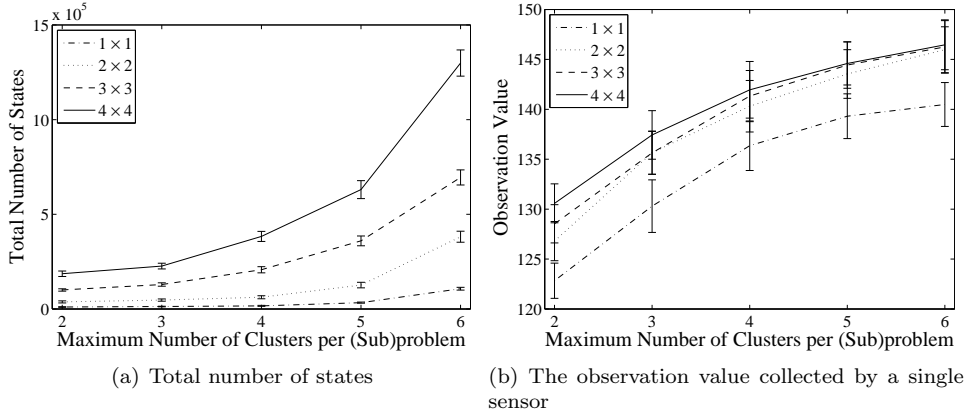 15
x 10^5
1 × 1
2 × 2
3 × 3
4 × 4
10
5
0
2 3 4 5 6
Total Number of States
Maximum Number of Clusters per (Sub)problem
(a) Total number of states
150
145
140
135
130
125
120
1 × 1
2 × 2
3 × 3
4 × 4
2 3 4 5 6
Observation Value
Maximum Number of Clusters per (Sub)problem
(b) The observation value collected by a single
sensor